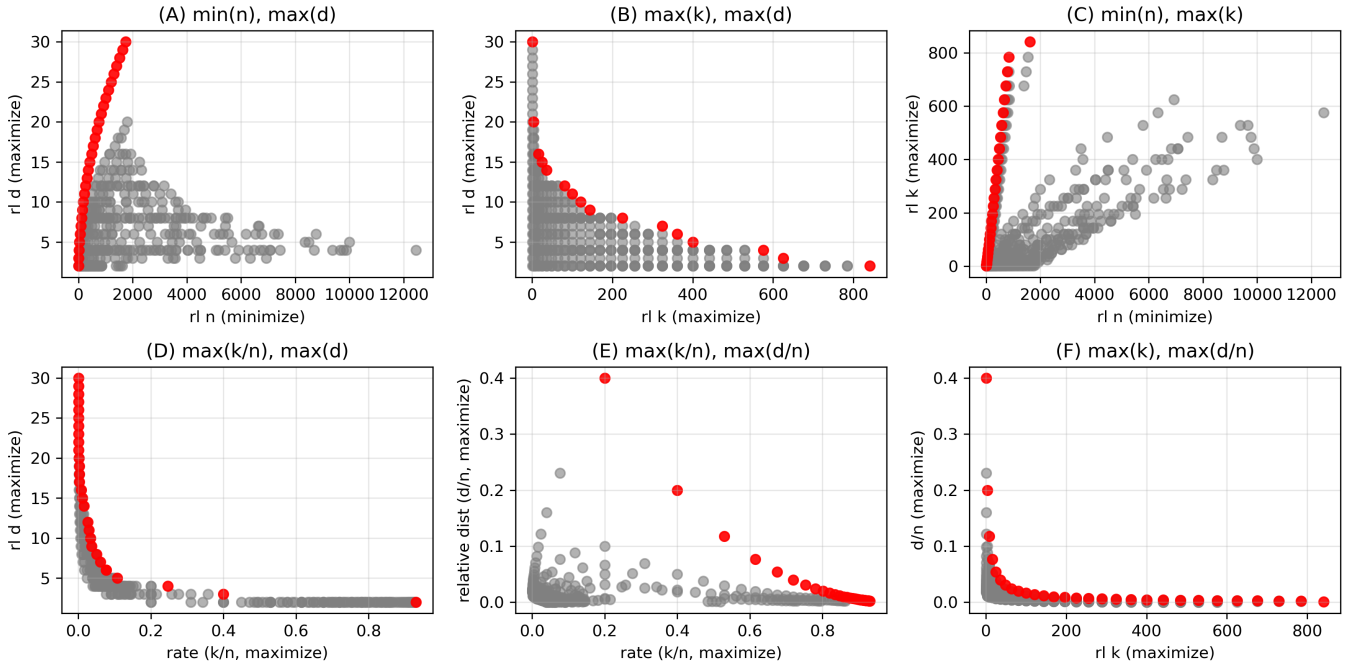 (A) min(n), max(d)
30
25
20
15
10
5
rl d (maximize)
0 2000 4000 6000 8000 10000 12000
rl n (minimize)
(B) max(k), max(d)
30
25
20
15
10
5
rl d (maximize)
0 200 400 600 800
rl k (maximize)
(C) min(n), max(k)
800
600
400
200
0
rl k (maximize)
0 2000 4000 6000 8000 10000 12000
rl n (minimize)
(D) max(k/n), max(d)
30
25
20
15
10
5
rl d (maximize)
0.0 0.2 0.4 0.6 0.8
rate (k/n, maximize)
(E) max(k/n), max(d/n)
0.4
0.3
0.2
0.1
0.0
relative dist (d/n, maximize)
0.0 0.2 0.4 0.6 0.8
rate (k/n, maximize)
(F) max(k), max(d/n)
0.4
0.3
0.2
0.1
0.0
d/n (maximize)
0 200 400 600 800
rl k (maximize)